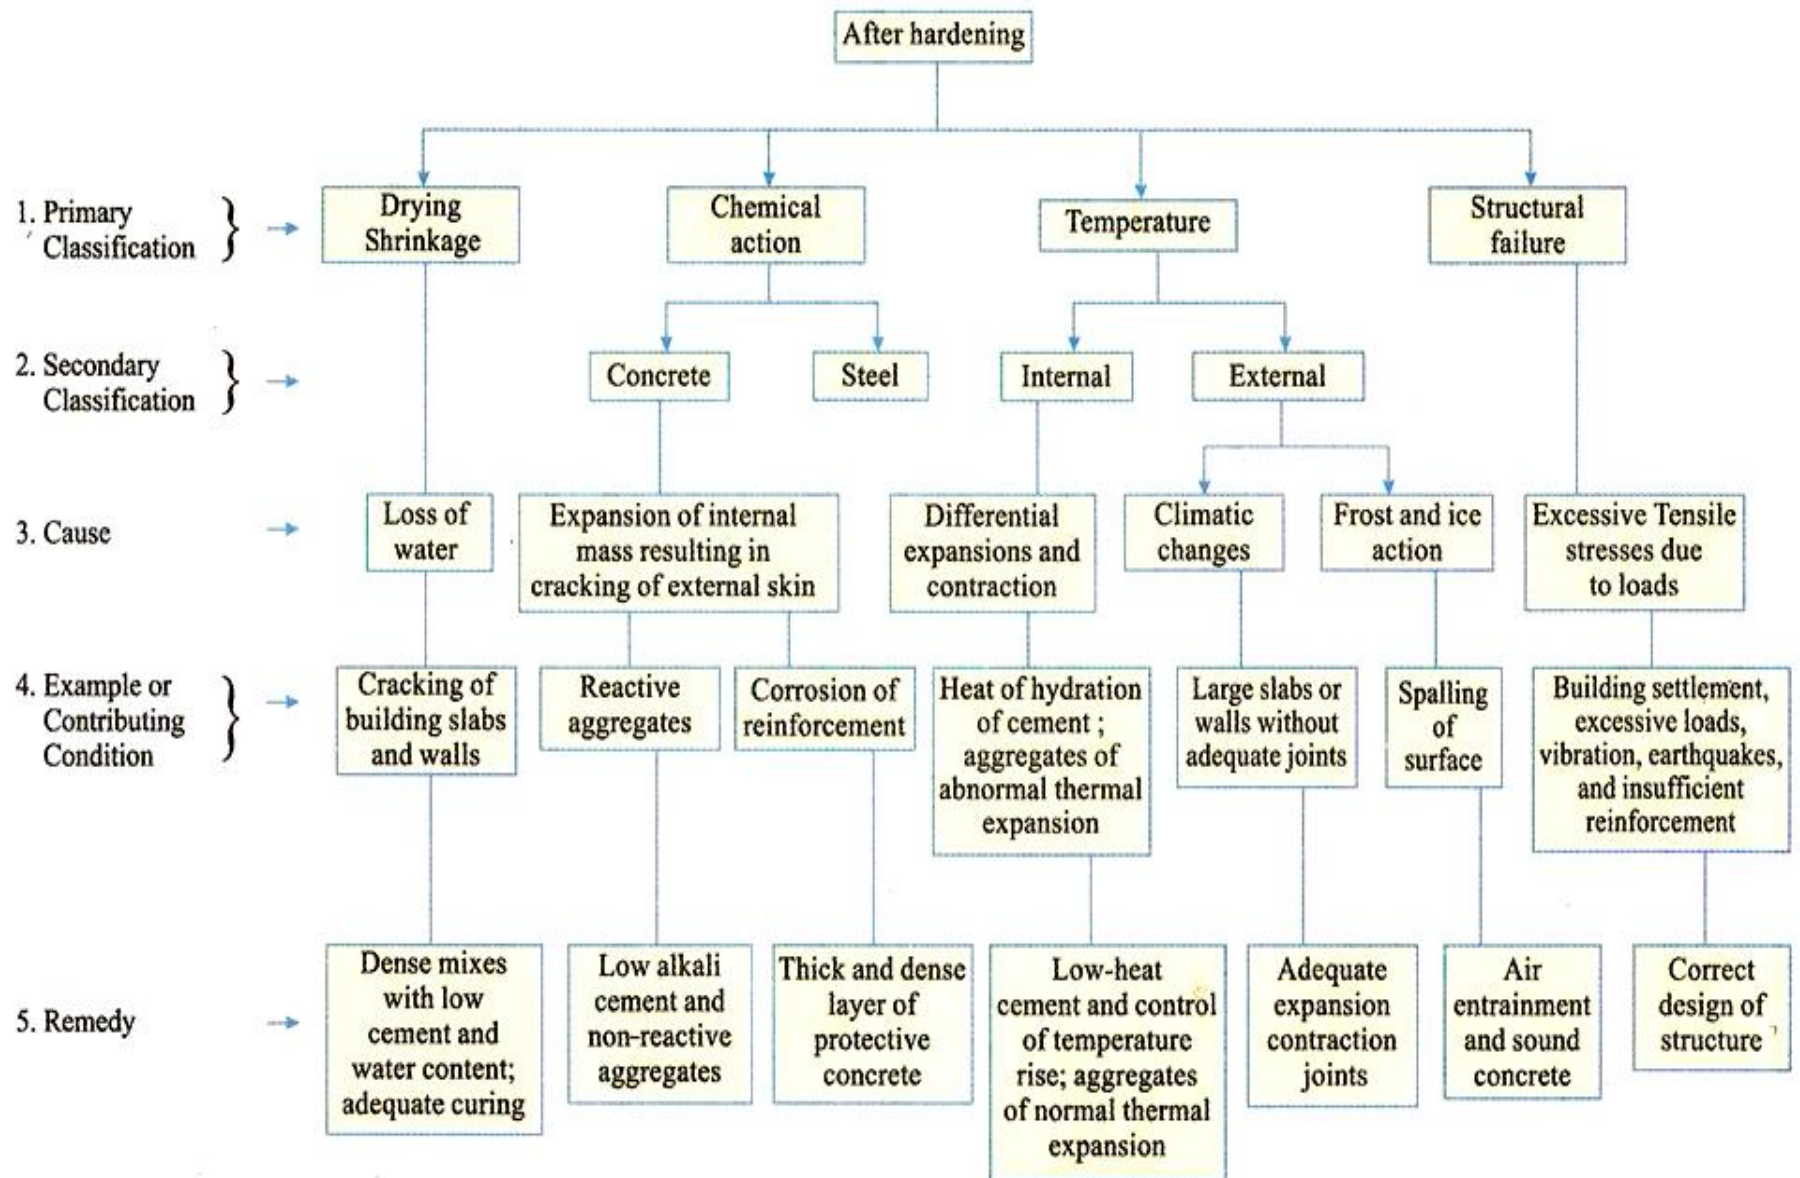 After hardening
1. Primary
Classification
Drying
Shrinkage
Chemical
action
Temperature
Structural
failure
2. Secondary
Classification
Concrete
Steel
Internal
External
3. Cause
Loss of
water
Expansion of internal
mass resulting in
cracking of external skin
Differential
expansions and
contraction
Climatic
changes
Frost and ice
action
Excessive Tensile
stresses due
to loads
4. Example or
Contributing
Condition
Cracking of
building slabs
and walls
Reactive
aggregates
Corrosion of
reinforcement
Heat of hydration
of cement ;
aggregates of
abnormal thermal
expansion
Large slabs or
walls without
adequate joints
Spalling
of
surface
Building settlement,
excessive loads,
vibration, earthquakes,
and insufficient
reinforcement
5. Remedy
Dense mixes
with low
cement and
water content;
adequate curing
Low alkali
cement and
non-reactive
aggregates
Thick and dense
layer of
protective
concrete
Low-heat
cement and control
of temperature
rise; aggregates
of normal thermal
expansion
Adequate
expansion
contraction
joints
Air
entrainment
and sound
concrete
Correct
design of
structure